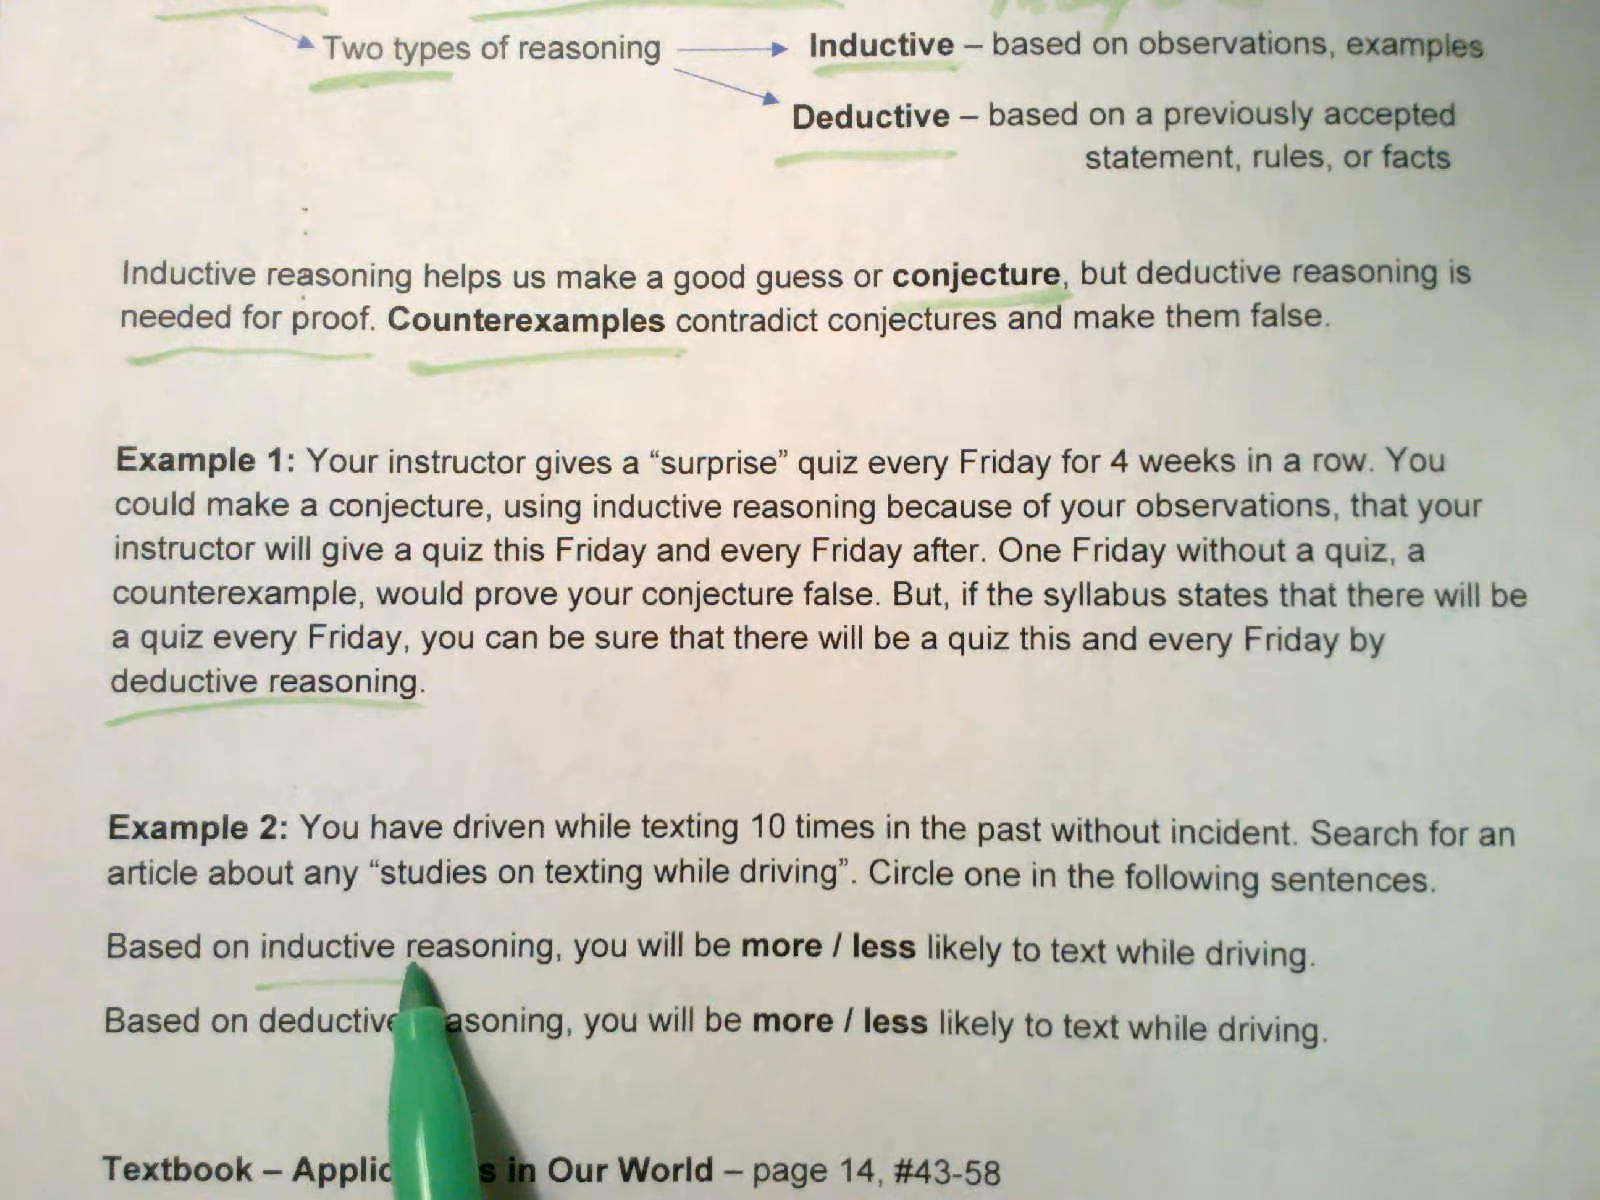 Two types of reasoning
Inductive – based on observations, examples
Deductive – based on a previously accepted
statement, rules, or facts
Inductive reasoning helps us make a good guess or conjecture, but deductive reasoning is
needed for proof. Counterexamples contradict conjectures and make them false.
Example 1: Your instructor gives a “surprise” quiz every Friday for 4 weeks in a row. You
could make a conjecture, using inductive reasoning because of your observations, that your
instructor will give a quiz this Friday and every Friday after. One Friday without a quiz, a
counterexample, would prove your conjecture false. But, if the syllabus states that there will be
a quiz every Friday, you can be sure that there will be a quiz this and every Friday by
deductive reasoning.
Example 2: You have driven while texting 10 times in the past without incident. Search for an
article about any “studies on texting while driving”. Circle one in the following sentences.
Based on inductive reasoning, you will be more / less likely to text while driving.
Based on deductive asoning, you will be more / less likely to text while driving.
Textbook – Applic s in Our World – page 14, #43-58